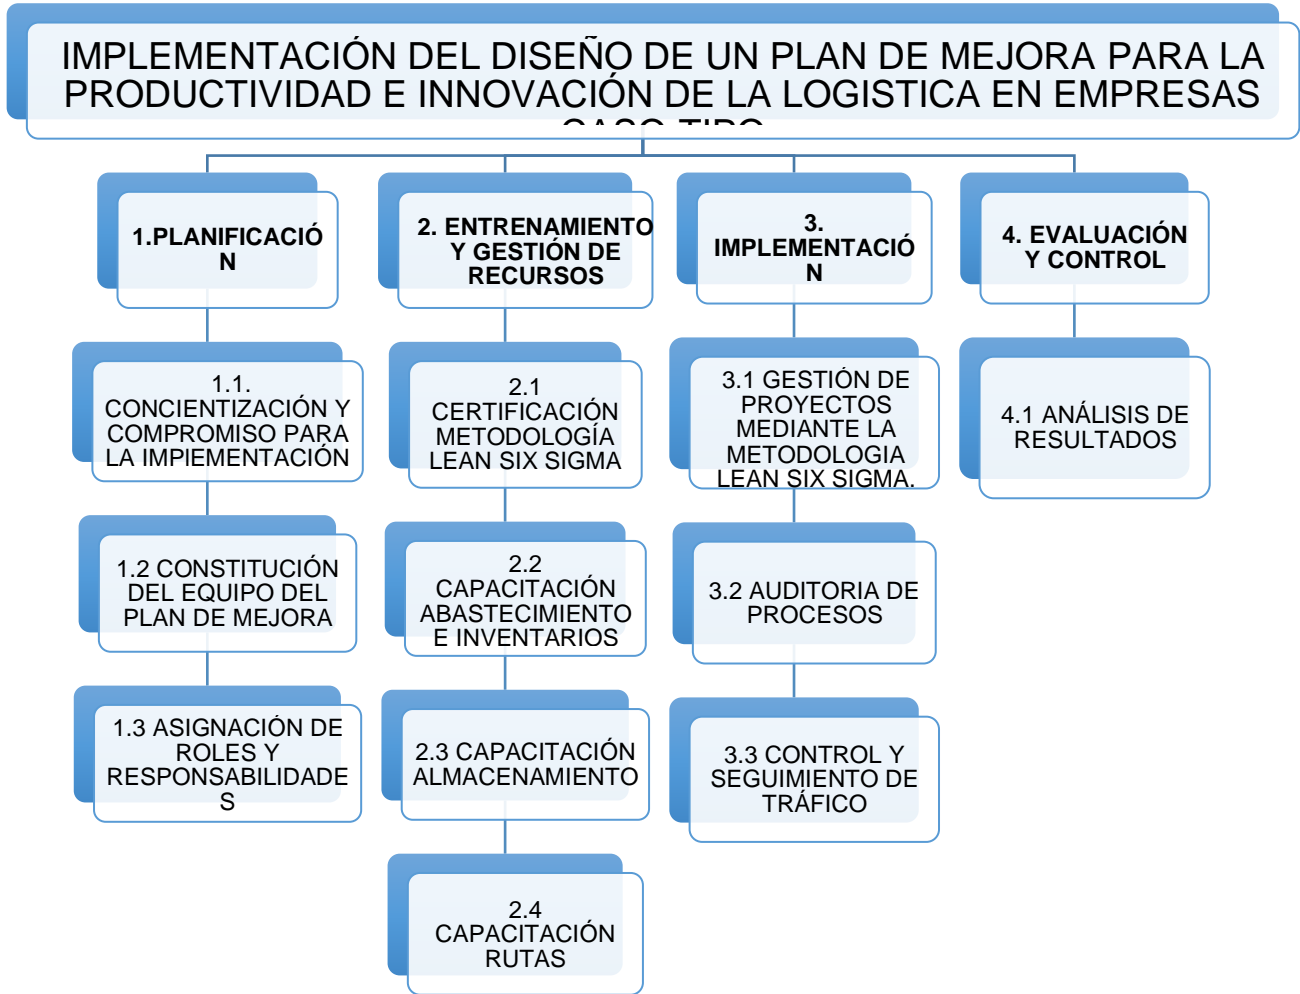 IMPLEMENTACIÓN DEL DISEÑO DE UN PLAN DE MEJORA PARA LA
PRODUCTIVIDAD E INNOVACIÓN DE LA LOGISTICA EN EMPRESAS
CASO TIPO
1.PLANIFICACIÓ
N
2. ENTRENAMIENTO
Y GESTIÓN DE
RECURSOS
3.
IMPLEMENTACIÓ
N
4. EVALUACIÓN
Y CONTROL
1.1.
CONCIENTIZACIÓN Y
COMPROMISO PARA
LA IMPlEMENTACIÓN
1.2 CONSTITUCIÓN
DEL EQUIPO DEL
PLAN DE MEJORA
1.3 ASIGNACIÓN DE
ROLES Y
RESPONSABILIDADE
S
2.1
CERTIFICACIÓN
METODOLOGÍA
LEAN SIX SIGMA
2.2
CAPACITACIÓN
ABASTECIMIENTO
E INVENTARIOS
2.3 CAPACITACIÓN
ALMACENAMIENTO
2.4
CAPACITACIÓN
RUTAS
3.1 GESTIÓN DE
PROYECTOS
MEDIANTE LA
METODOLOGIA
LEAN SIX SIGMA.
3.2 AUDITORIA DE
PROCESOS
3.3 CONTROL Y
SEGUIMIENTO DE
TRÁFICO
4.1 ANÁLISIS DE
RESULTADOS